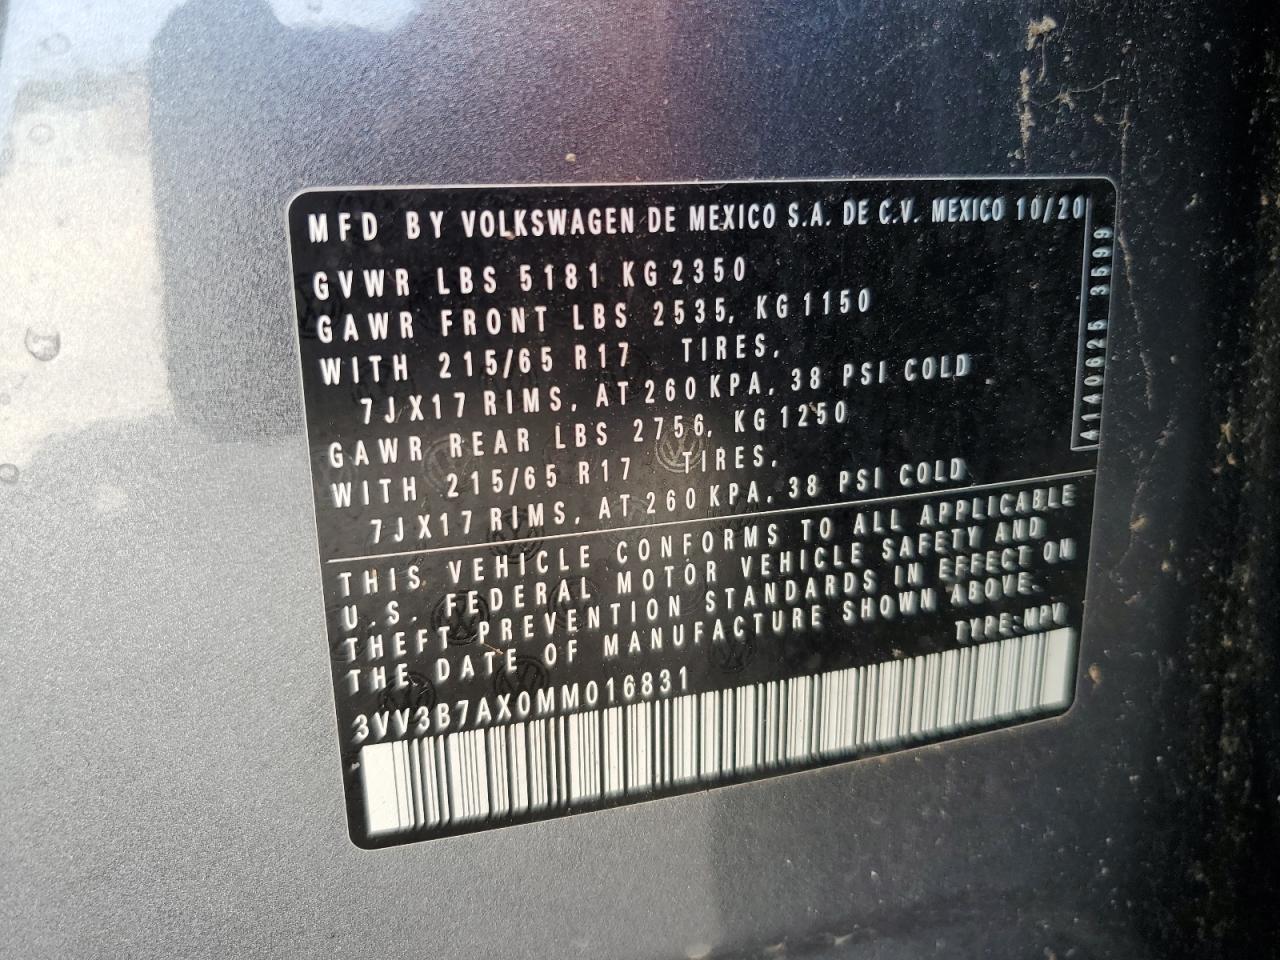 MFD BY VOLKSWAGEN DE MEXICO S.A. DE C.V. MEXICO 10/20
GVWR LBS 5181 KG 2350
GAWR FRONT LBS 2535, KG 1150
WITH 215/65 R17 TIRES,
7JX17 RIMS, AT 260 KPA, 38 PSI COLD
GAWR REAR LBS 2756, KG 1250
WITH 215/65 R17 TIRES,
7JX17 RIMS, AT 260 KPA, 38 PSI COLD
A140625 3599
THIS VEHICLE CONFORMS TO ALL APPLICABLE
U.S. FEDERAL MOTOR VEHICLE SAFETY AND
THEFT PREVENTION STANDARDS IN EFFECT ON
THE DATE OF MANUFACTURE SHOWN ABOVE.
TYPE:MPV
3VV3B7AX0MM016831